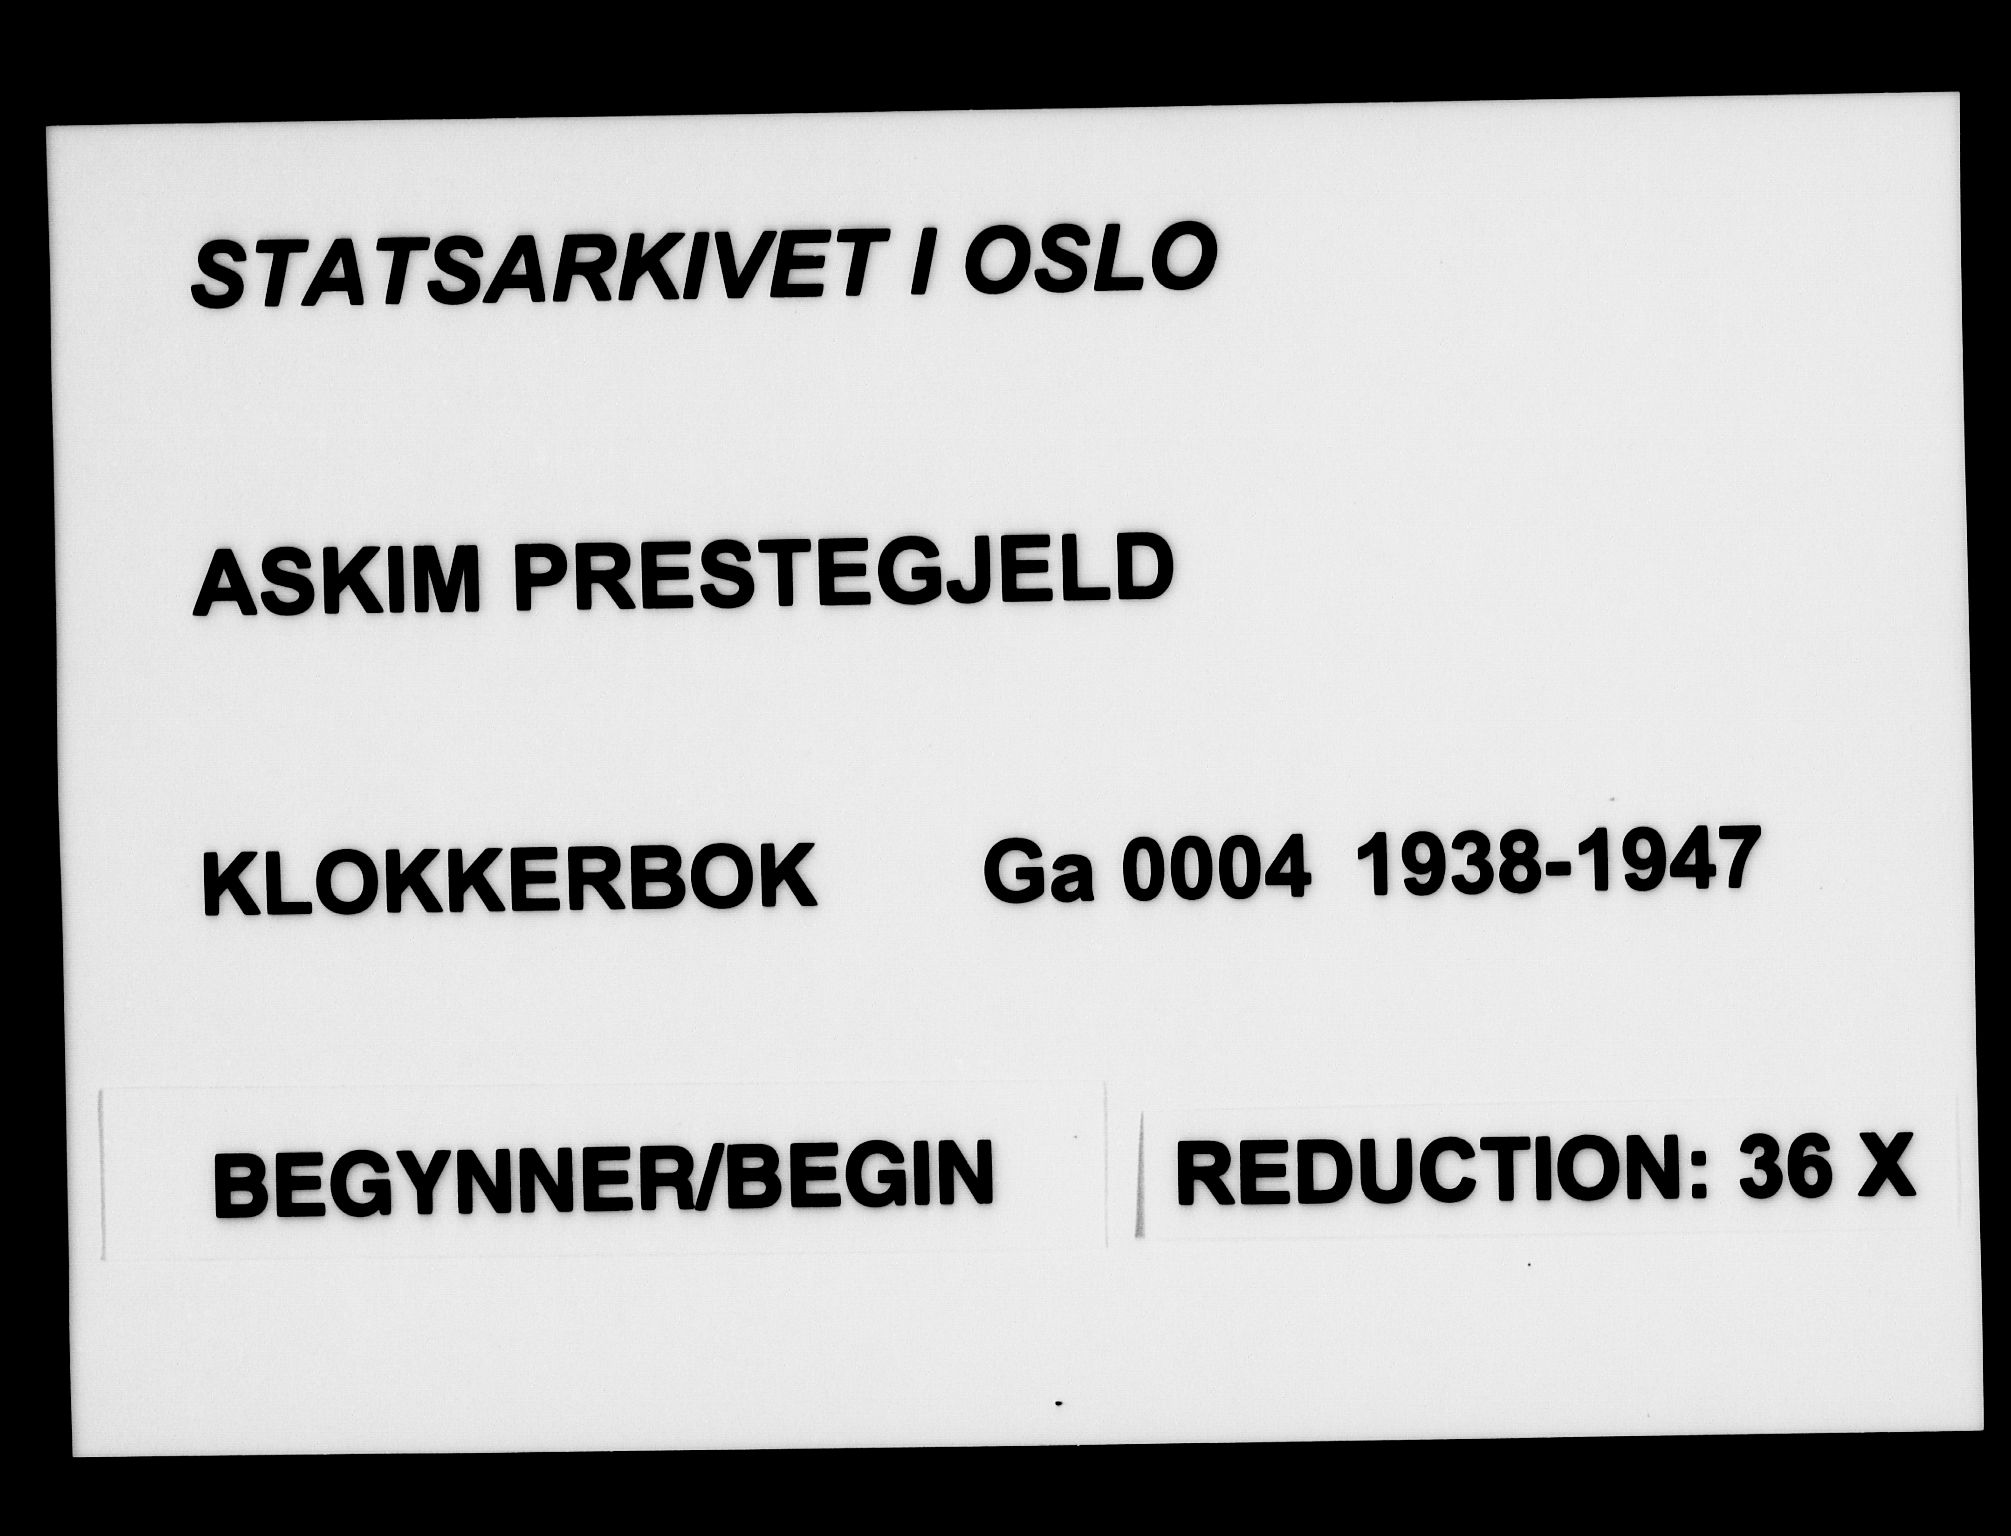 STATSARKIVET I OSLO
ASKIM PRESTEGJELD
KLOKKERBOK Ga 0004 1938-1947
BEGYNNER/BEGIN REDUCTION: 36 X